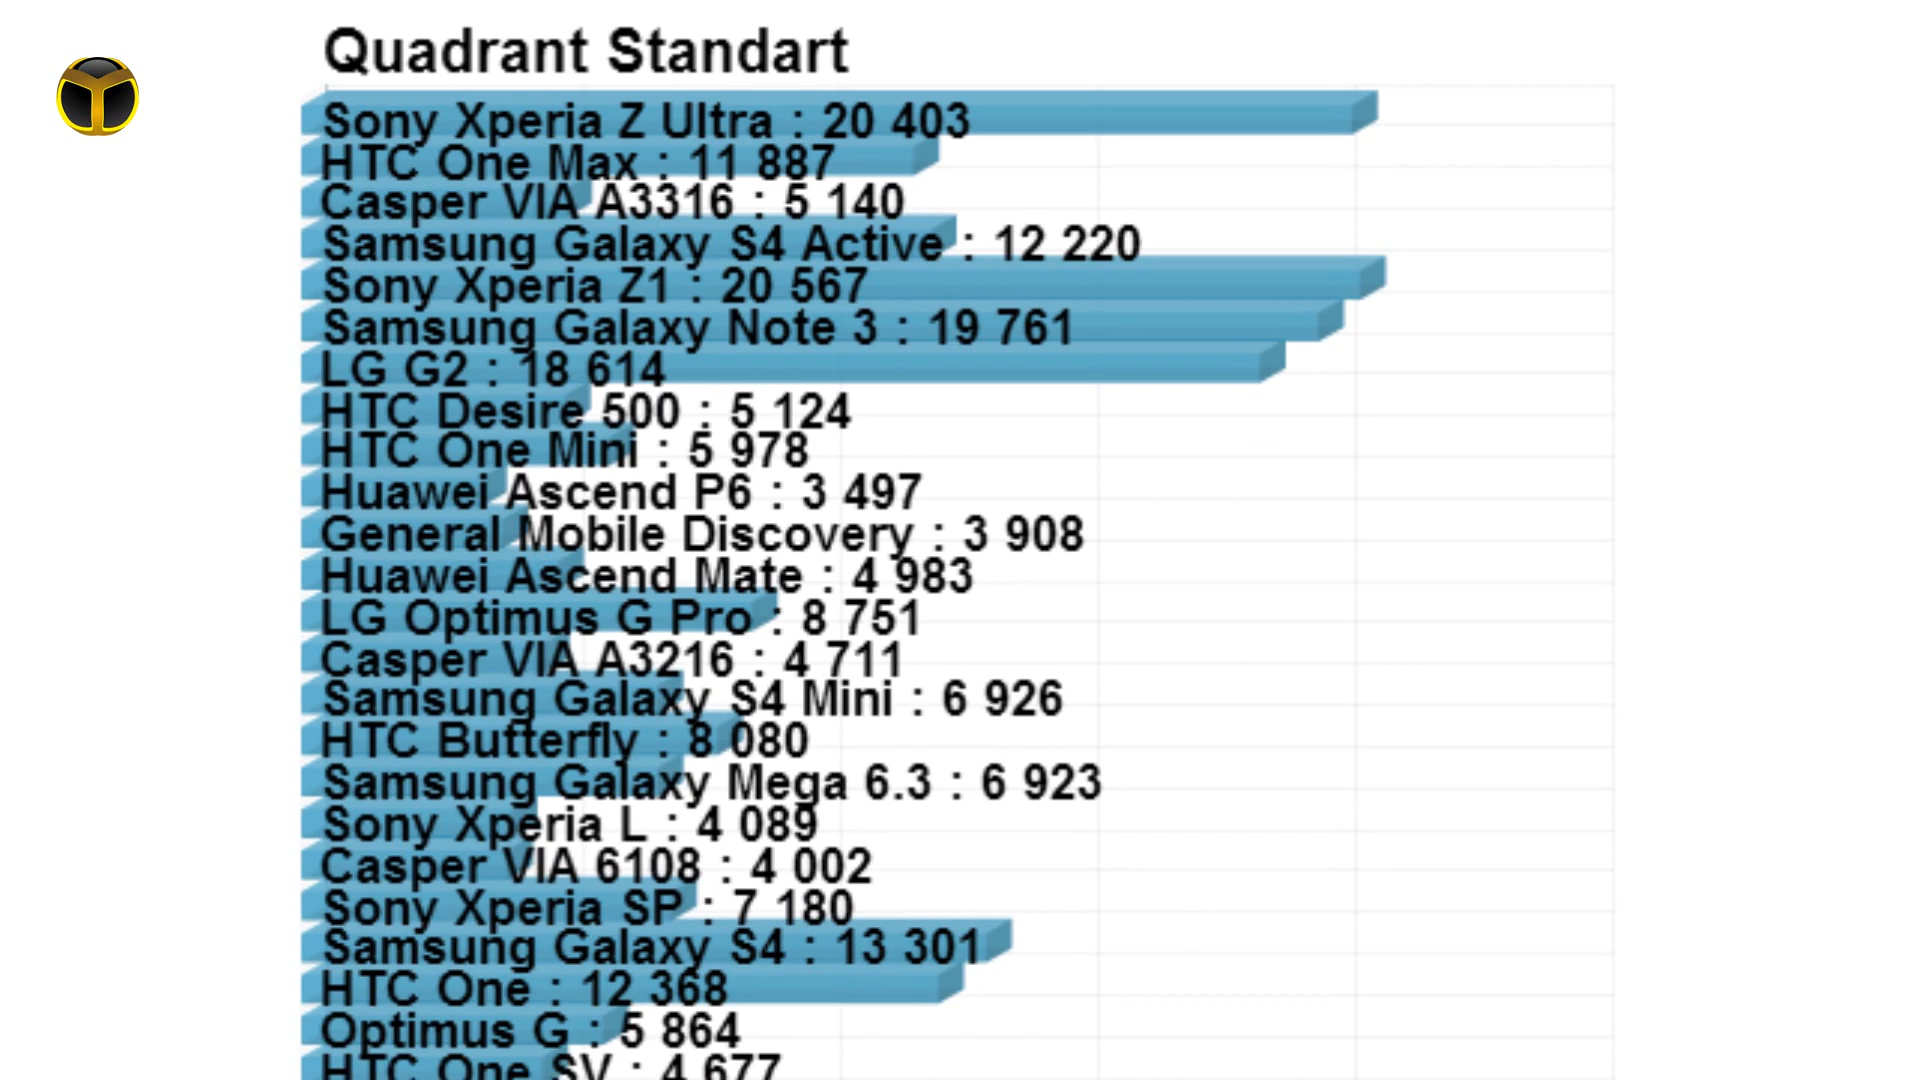 Quadrant Standart
Sony Xperia Z Ultra : 20 403
HTC One Max : 11 887
Casper VIA A3316 : 5 140
Samsung Galaxy S4 Active : 12 220
Sony Xperia Z1 : 20 567
Samsung Galaxy Note 3 : 19 761
LG G2 : 18 614
HTC Desire 500 : 5 124
HTC One Mini : 5 978
Huawei Ascend P6 : 3 497
General Mobile Discovery : 3 908
Huawei Ascend Mate : 4 983
LG Optimus G Pro : 8 751
Casper VIA A3216 : 4 711
Samsung Galaxy S4 Mini : 6 926
HTC Butterfly : 8 080
Samsung Galaxy Mega 6.3 : 6 923
Sony Xperia L : 4 089
Casper VIA 6108 : 4 002
Sony Xperia SP : 7 180
Samsung Galaxy S4 : 13 301
HTC One : 12 368
Optimus G : 5 864
HTC One SV : 4 677